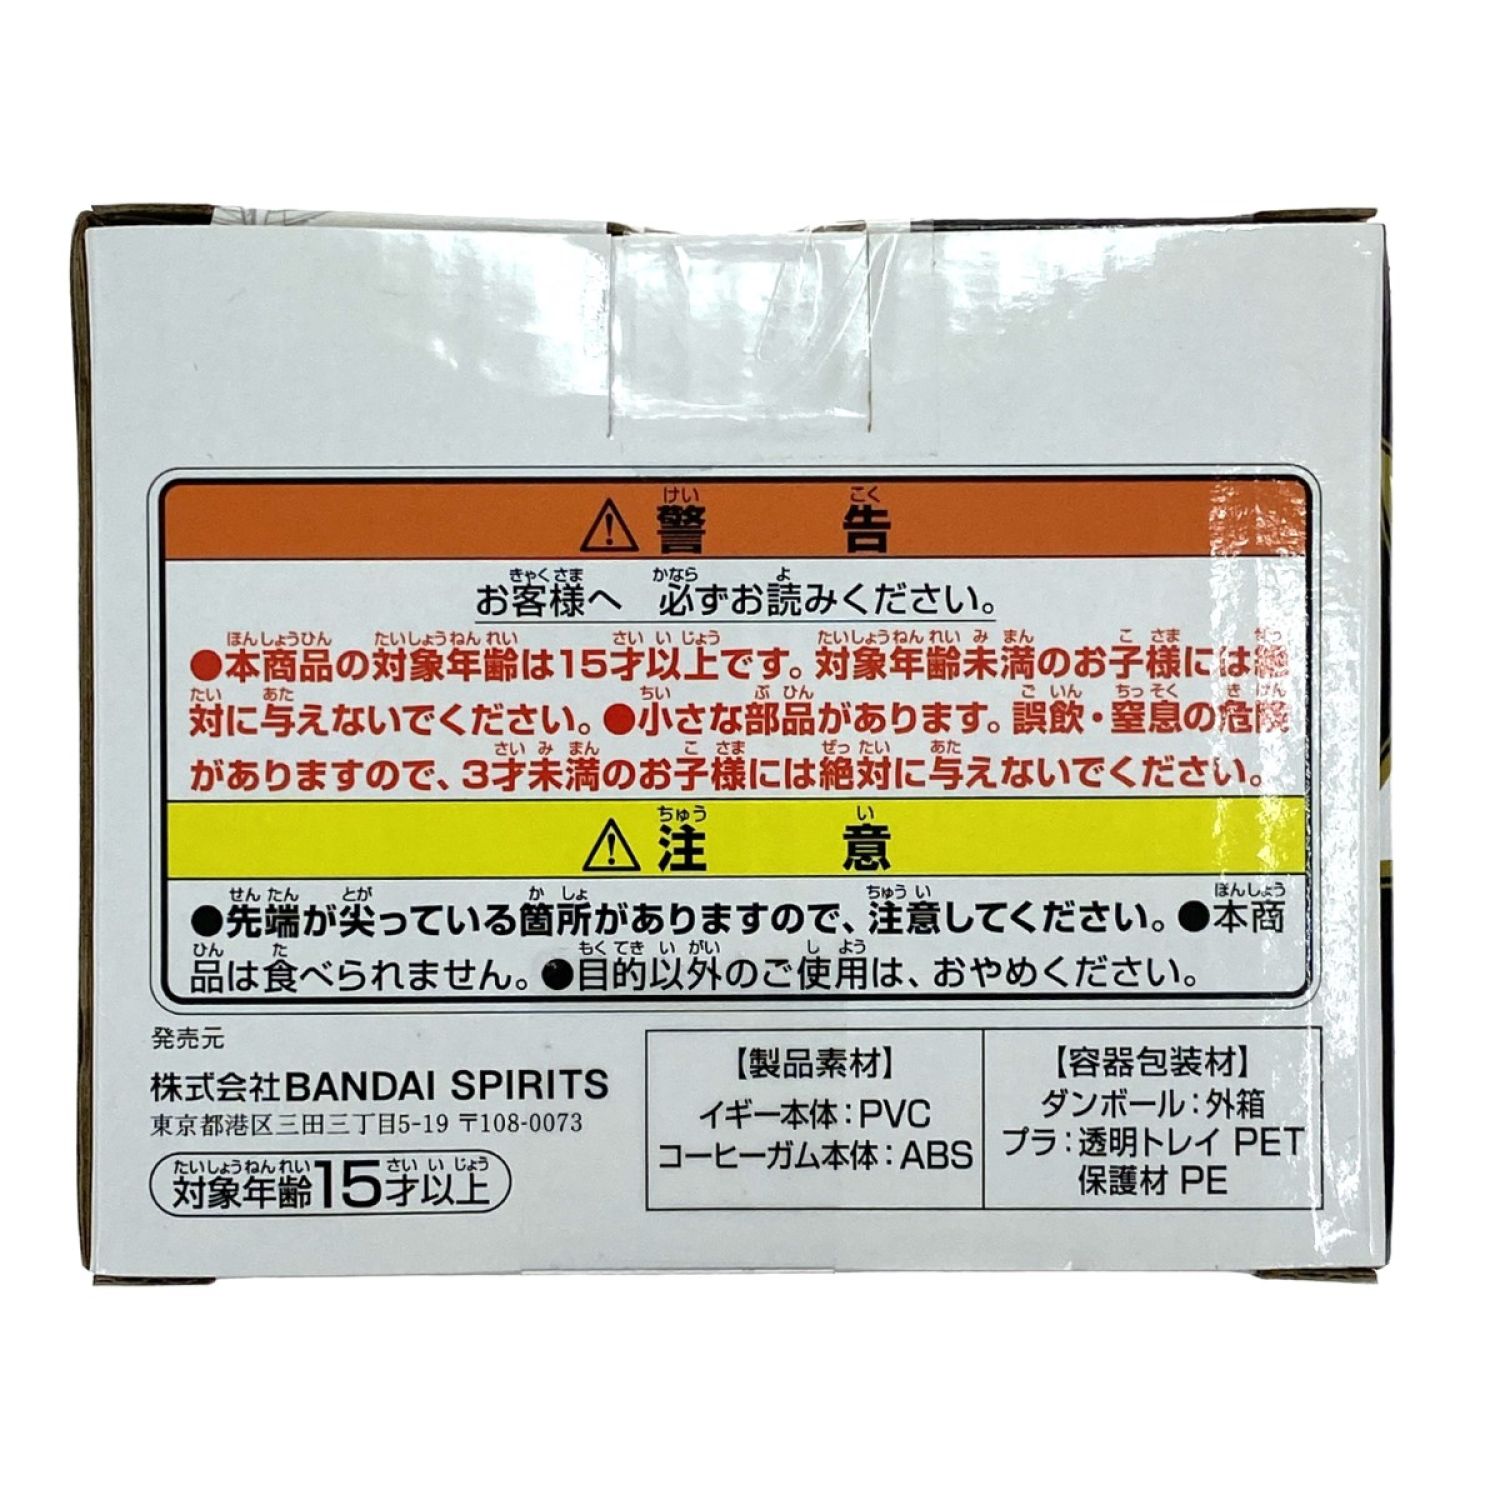 ⚠警告
お客様へ 必ずお読みください。
●本商品の対象年齢は15才以上です。対象年齢未満のお子様には絶
対に与えないでください。●小さな部品があります。誤飲・窒息の危険
がありますので、3才未満のお子様には絶対に与えないでください。
⚠注意
●先端が尖っている箇所がありますので、注意してください。●本商
品は食べられません。●目的以外のご使用は、おやめください。
発売元
株式会社BANDAI SPIRITS
東京都港区三田三丁目5-19 〒108-0073
対象年齢15才以上
【製品素材】
イギー本体：PVC
コーヒーガム本体：ABS
【容器包装材】
ダンボール：外箱
プラ：透明トレイ PET
保護材 PE